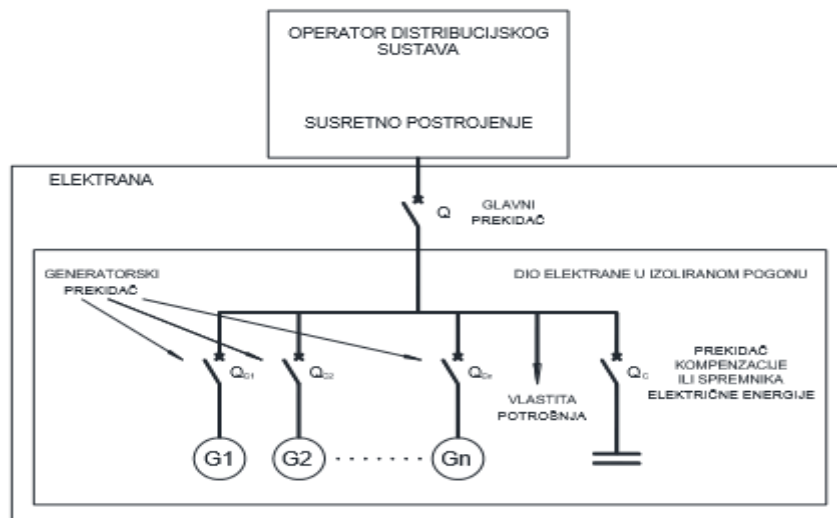 OPERATOR DISTRIBUCIJSKOG
SUSTAVA
SUSRETNO POSTROJENJE
ELEKTRANA
Q
GLAVNI
PREKIDAČ
GENERATORSKI
PREKIDAČ
DIO ELEKTRANE U IZOLIRANOM POGONU
QG1
QG2
QGn
VLASTITA
POTROŠNJA
QC
PREKIDAČ
KOMPENZACIJE
ILI SPREMNIKA
ELEKTRIČNE ENERGIJE
G1
G2
Gn